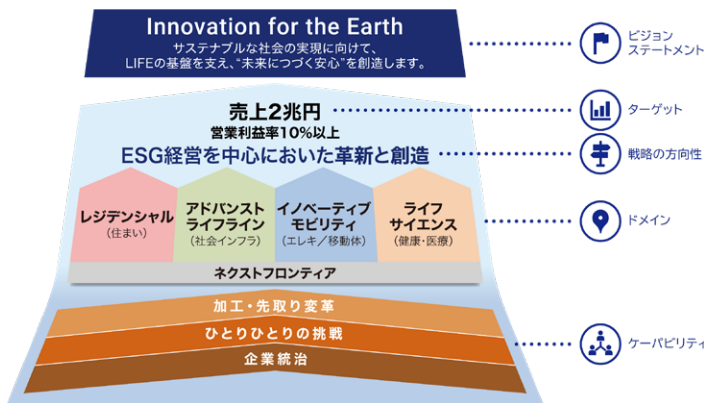 Innovation for the Earth
サステナブルな社会の実現に向けて、
LIFEの基盤を支え、“未来につづく安心”を創造します。
ビジョン
ステートメント
売上2兆円
ターゲット
営業利益率10%以上
ESG経営を中心においた革新と創造
戦略の方向性
レジデンシャル
（住まい）
アドバンスト
ライフライン
（社会インフラ）
イノベーティブ
モビリティ
（エレキ／移動体）
ライフ
サイエンス
（健康・医療）
ドメイン
ネクストフロンティア
加工・先取り変革
ひとりひとりの挑戦
企業統治
ケーパビリティ